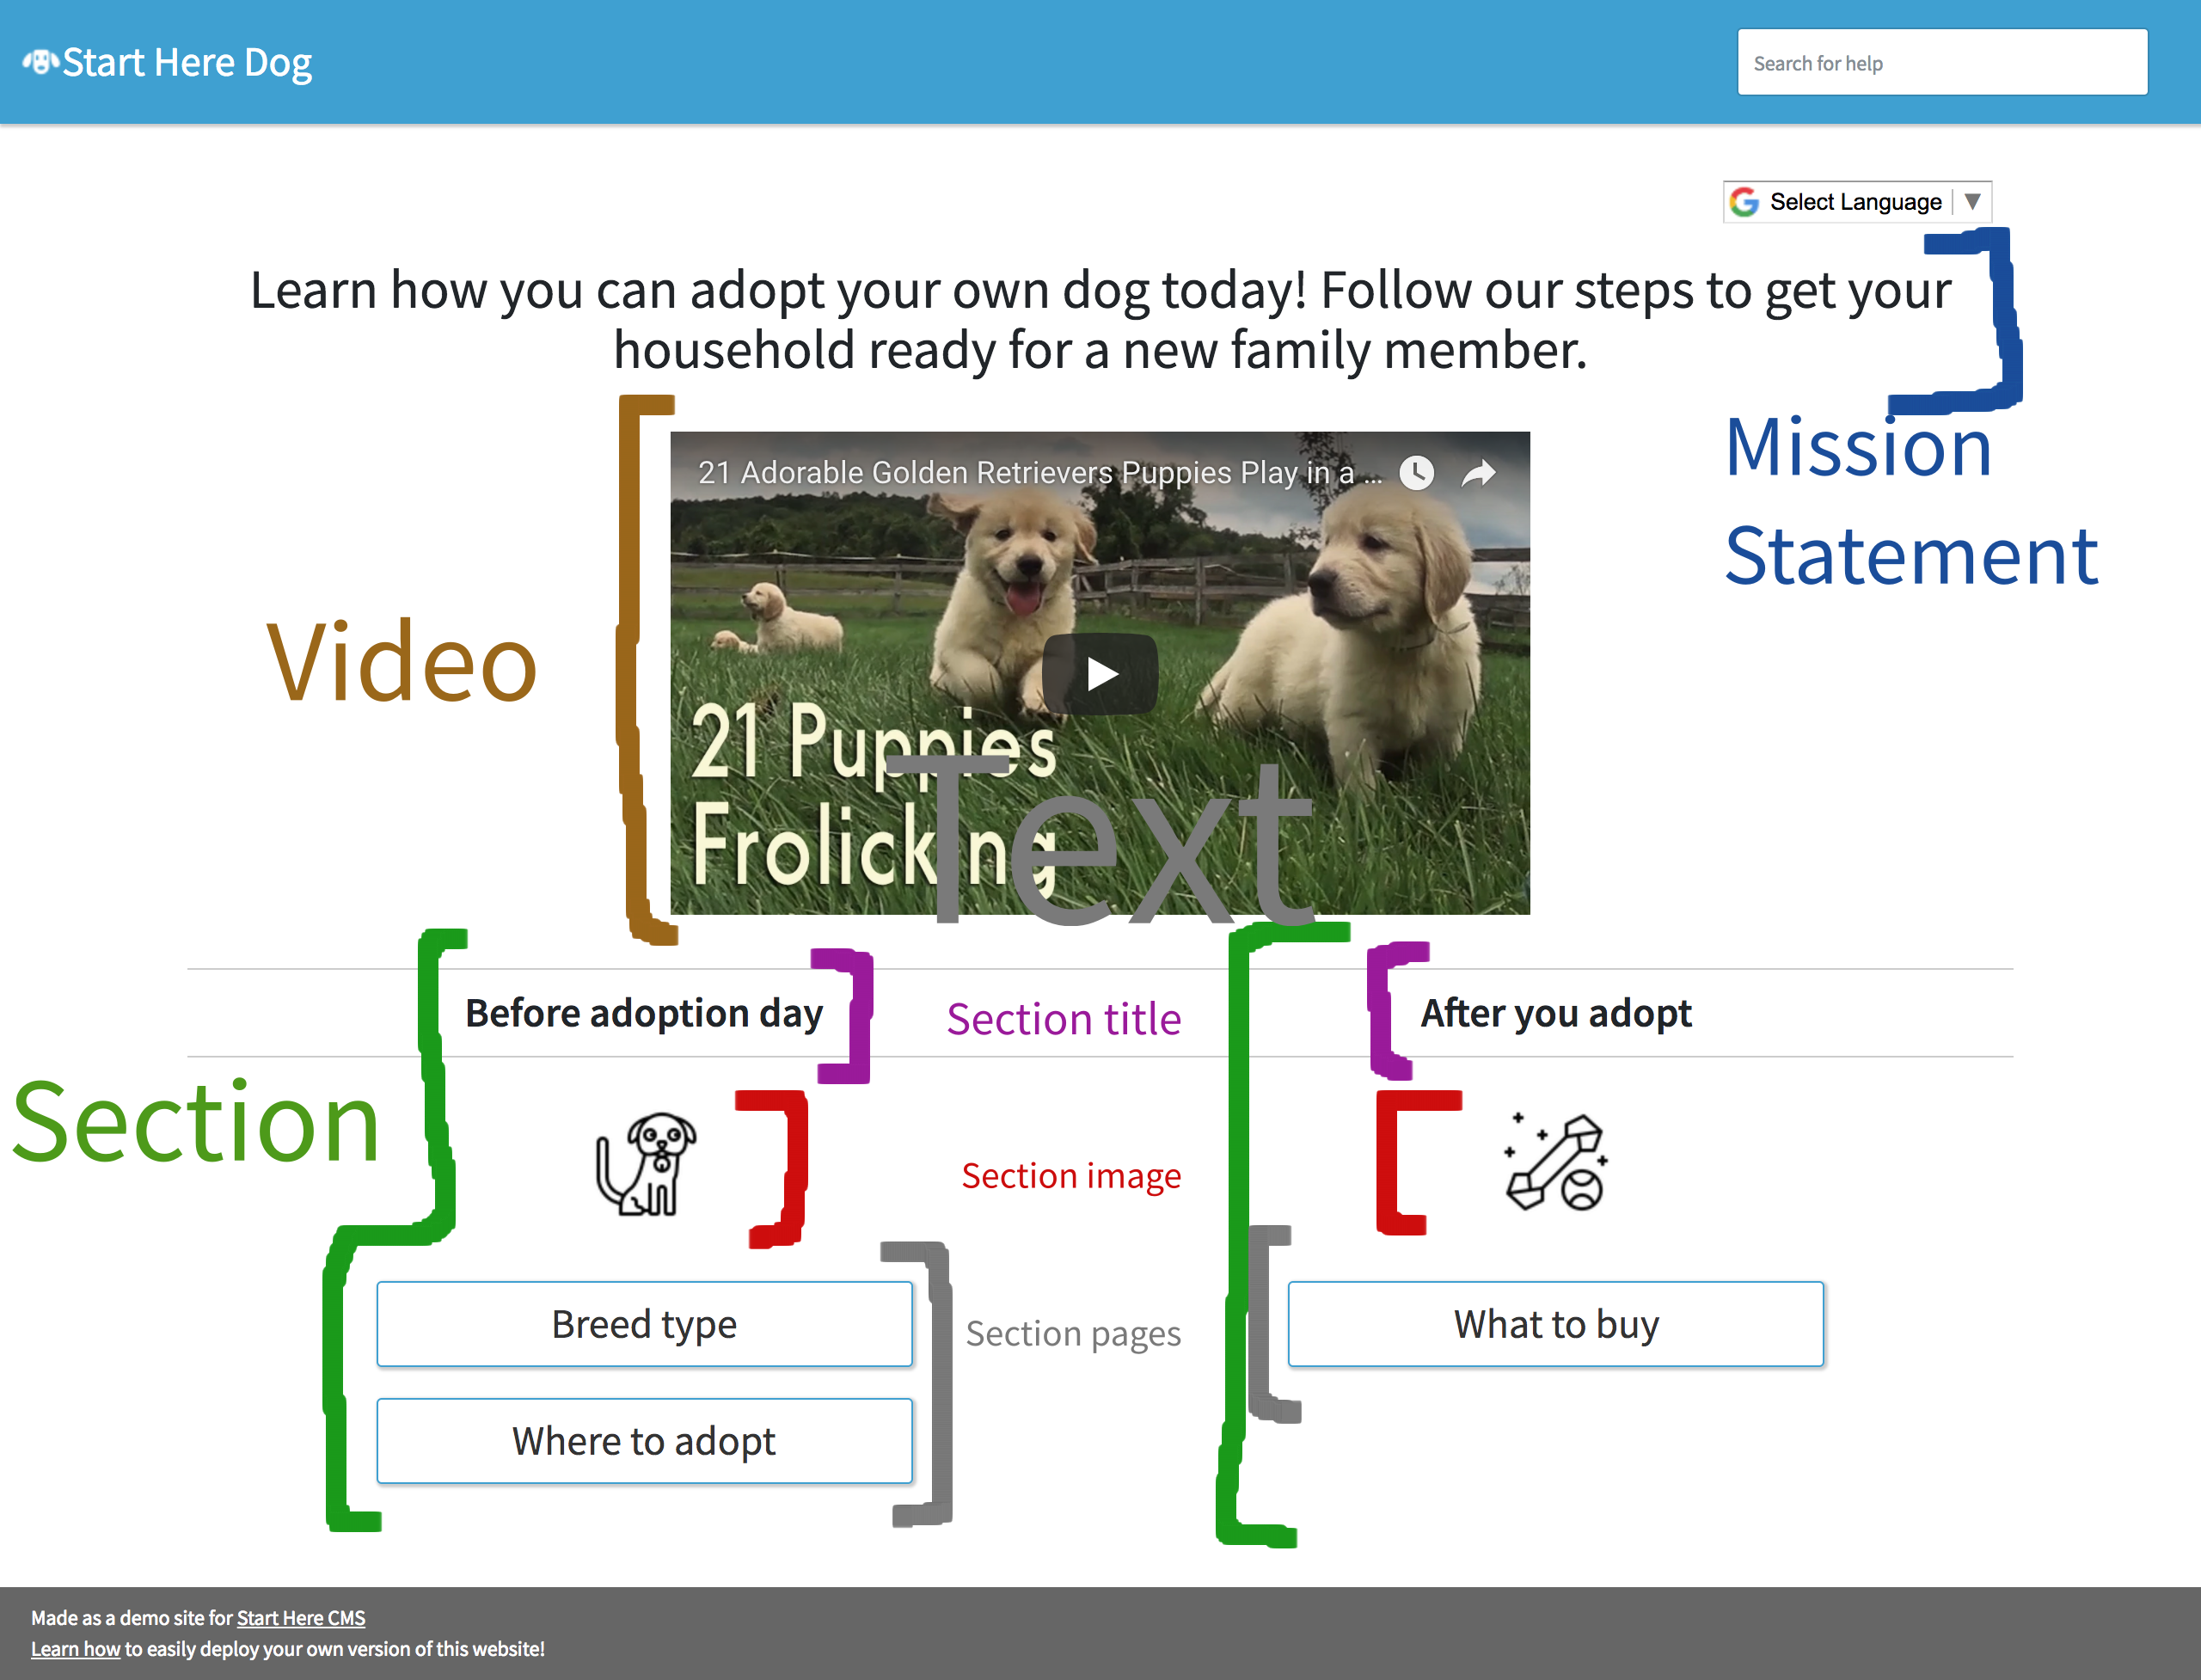 Start Here Dog
Search for help
Select Language
Learn how you can adopt your own dog today! Follow our steps to get your
household ready for a new family member.
Mission
Statement
21 Adorable Golden Retrievers Puppies Play in a ...
Video
21 Puppies
Frolicking
Text
Before adoption day
Section title
After you adopt
Section
Section image
Breed type
Section pages
What to buy
Where to adopt
Made as a demo site for Start Here CMS
Learn how to easily deploy your own version of this website!